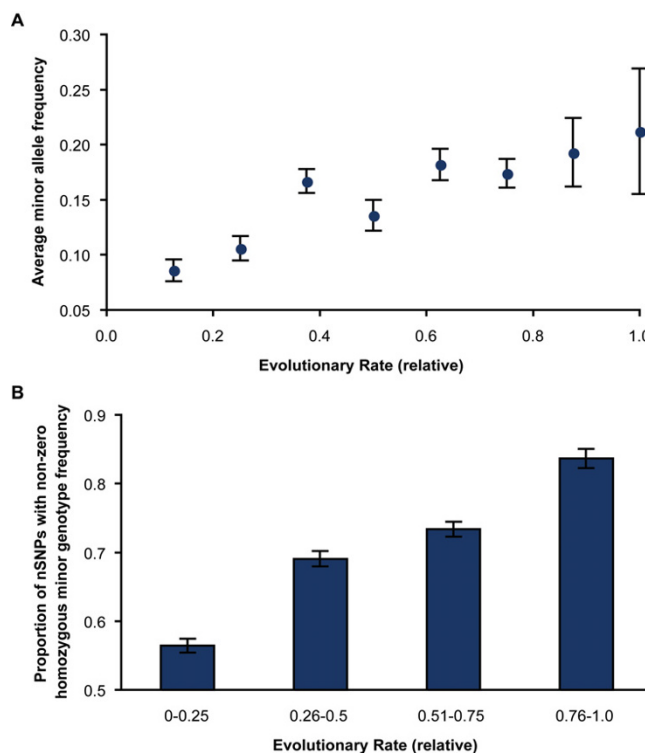 A
0.30
0.25
0.20
0.15
0.10
0.05
Average minor allele frequency
0.0 0.2 0.4 0.6 0.8 1.0
Evolutionary Rate (relative)
B
0.9
0.8
0.7
0.6
0.5
Proportion of nSNPs with non-zero
homozygous minor genotype frequency
0-0.25 0.26-0.5 0.51-0.75 0.76-1.0
Evolutionary Rate (relative)